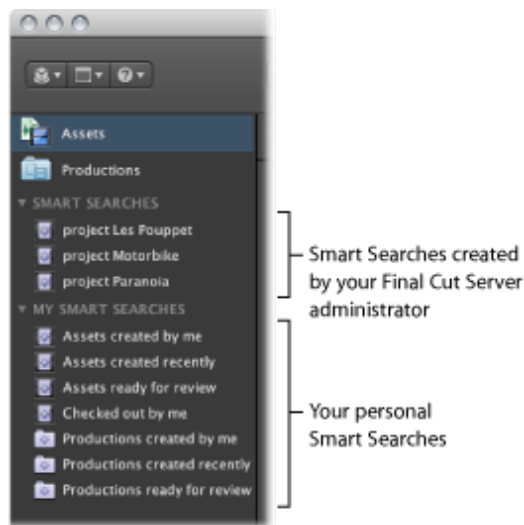 Assets
Productions
SMART SEARCHES
project Les Pouppet
project Motorbike
project Paranoia
MY SMART SEARCHES
Assets created by me
Assets created recently
Assets ready for review
Checked out by me
Productions created by me
Productions created recently
Productions ready for review
Smart Searches created
by your Final Cut Server
administrator
Your personal
Smart Searches